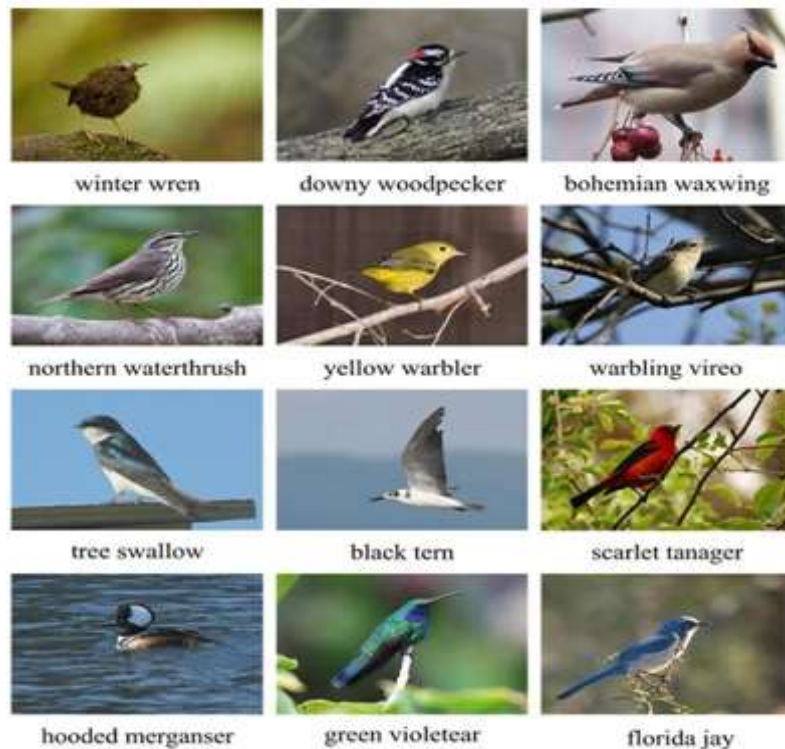 winter wren
downy woodpecker
bohemian waxwing
northern waterthrush
yellow warbler
warbling vireo
tree swallow
black tern
scarlet tanager
hooded merganser
green violetear
florida jay